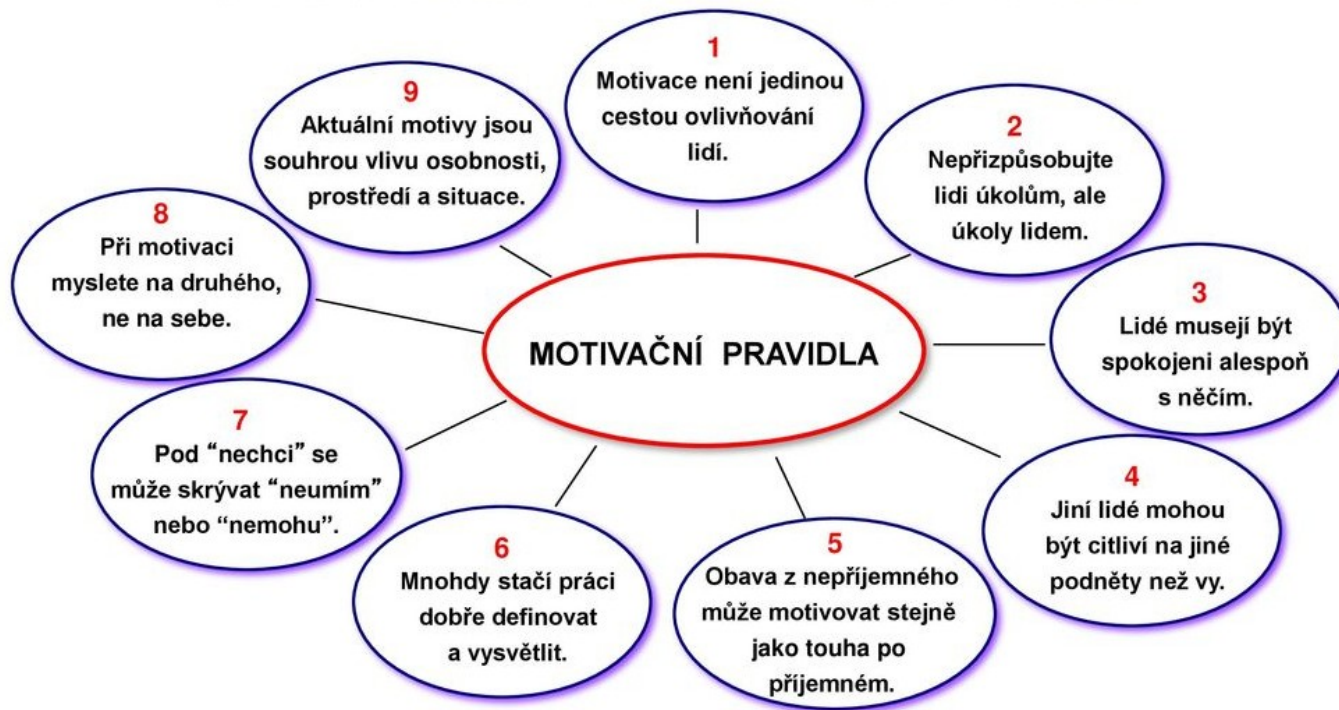 1
Motivace není jedinou
cestou ovlivňování
lidí.
2
Nepřizpůsobujte
lidi úkolům, ale
úkoly lidem.
3
Lidé musejí být
spokojeni alespoň
s něčím.
4
Jiní lidé mohou
být citliví na jiné
podněty než vy.
5
Obava z nepříjemného
může motivovat stejně
jako touha po
příjemném.
6
Mnohdy stačí práci
dobře definovat
a vysvětlit.
7
Pod “nechci” se
může skrývat “neumím”
nebo “nemohu”.
8
Při motivaci
myslete na druhého,
ne na sebe.
9
Aktuální motivy jsou
souhrou vlivu osobnosti,
prostředí a situace.
MOTIVAČNÍ PRAVIDLA